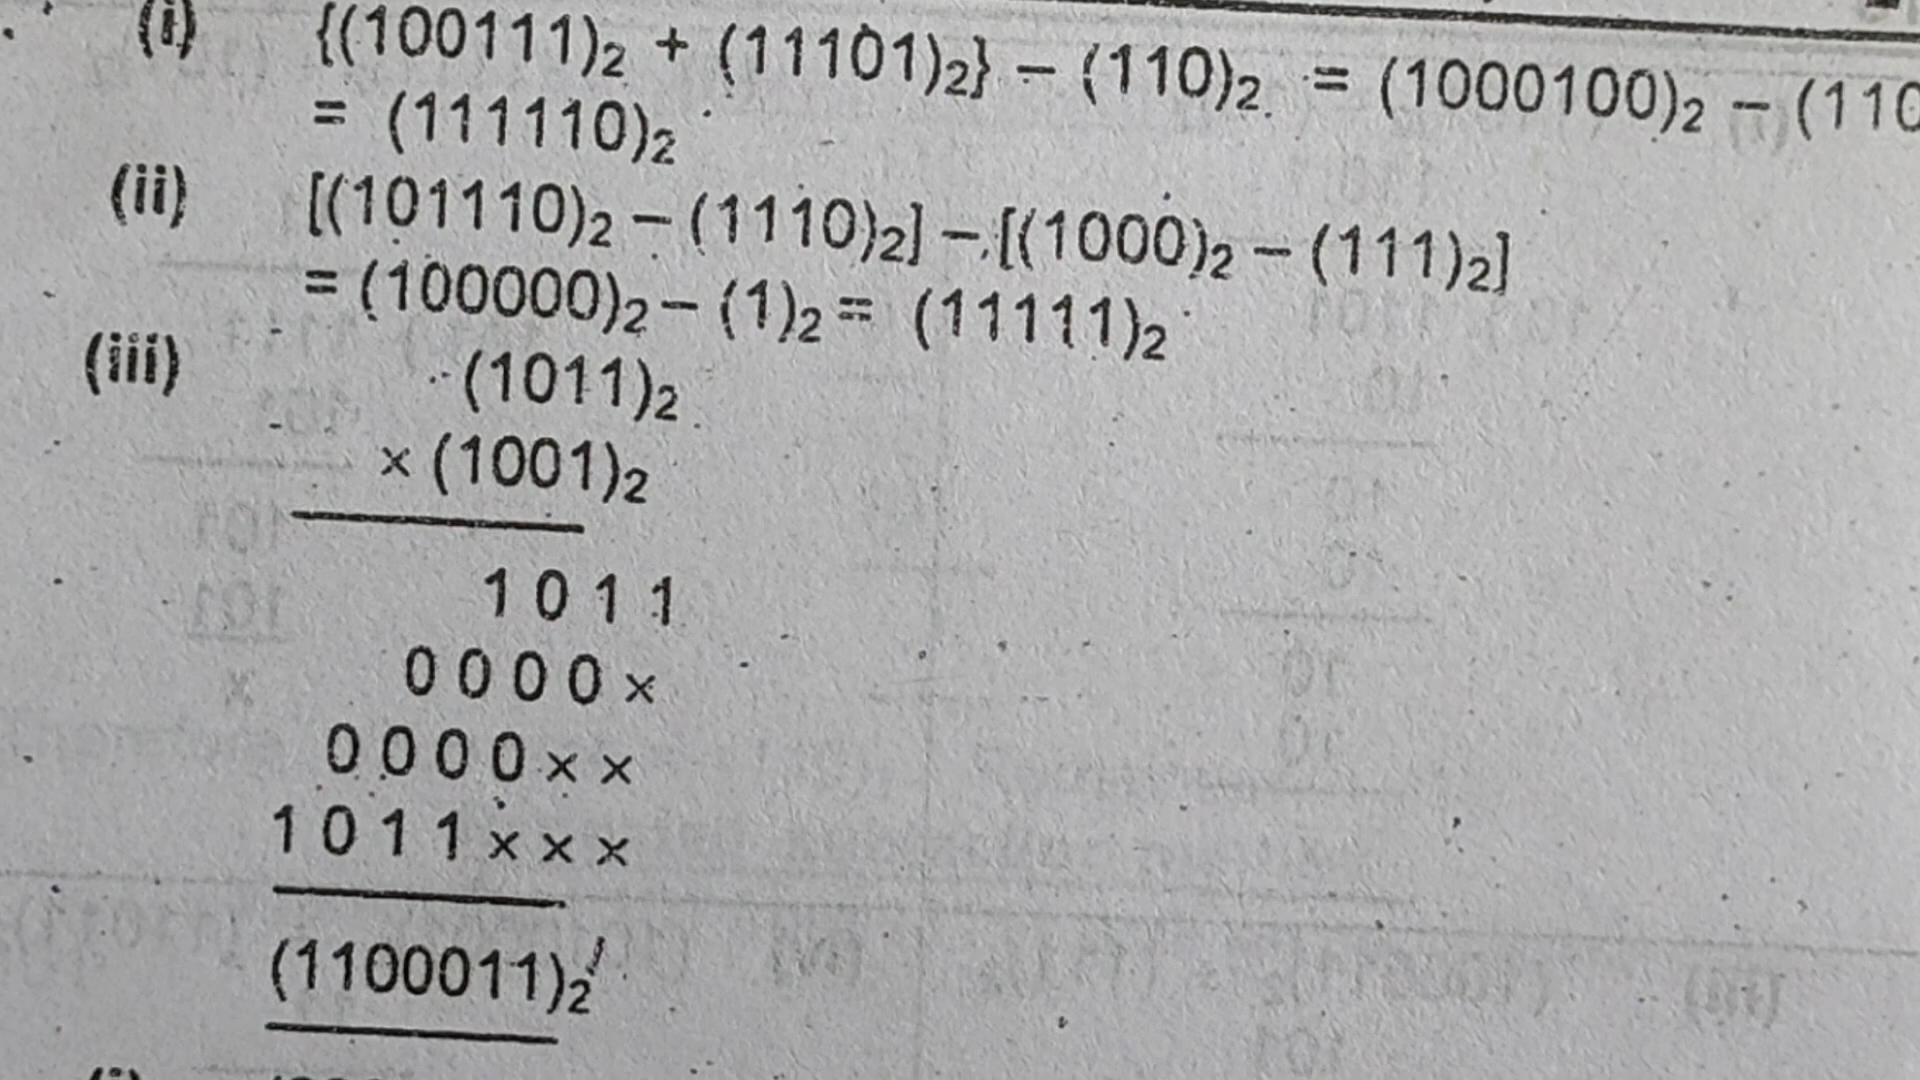 (i) {(100111)₂ + (11101)₂} – (110)₂ = (1000100)₂ – (110
= (111110)₂
(ii) [(101110)₂ – (1110)₂] – [(1000)₂ – (111)₂]
= (100000)₂ – (1)₂ = (11111)₂
(iii) (1011)₂
× (1001)₂
1 0 1 1
0 0 0 0 ×
0 0 0 0 × ×
1 0 1 1 × × ×
(1100011)₂